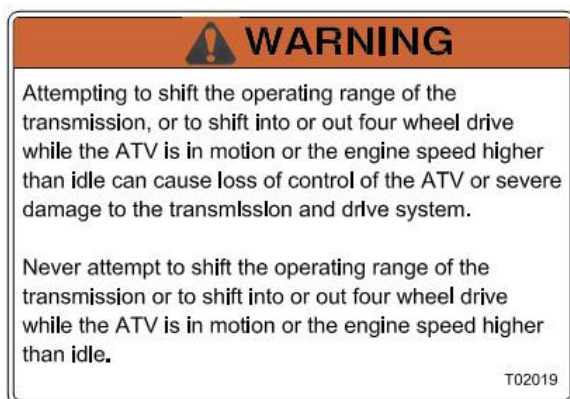 WARNING
Attempting to shift the operating range of the
transmission, or to shift into or out four wheel drive
while the ATV is in motion or the engine speed higher
than idle can cause loss of control of the ATV or severe
damage to the transmission and drive system.
Never attempt to shift the operating range of the
transmission or to shift into or out four wheel drive
while the ATV is in motion or the engine speed higher
than idle.
T02019